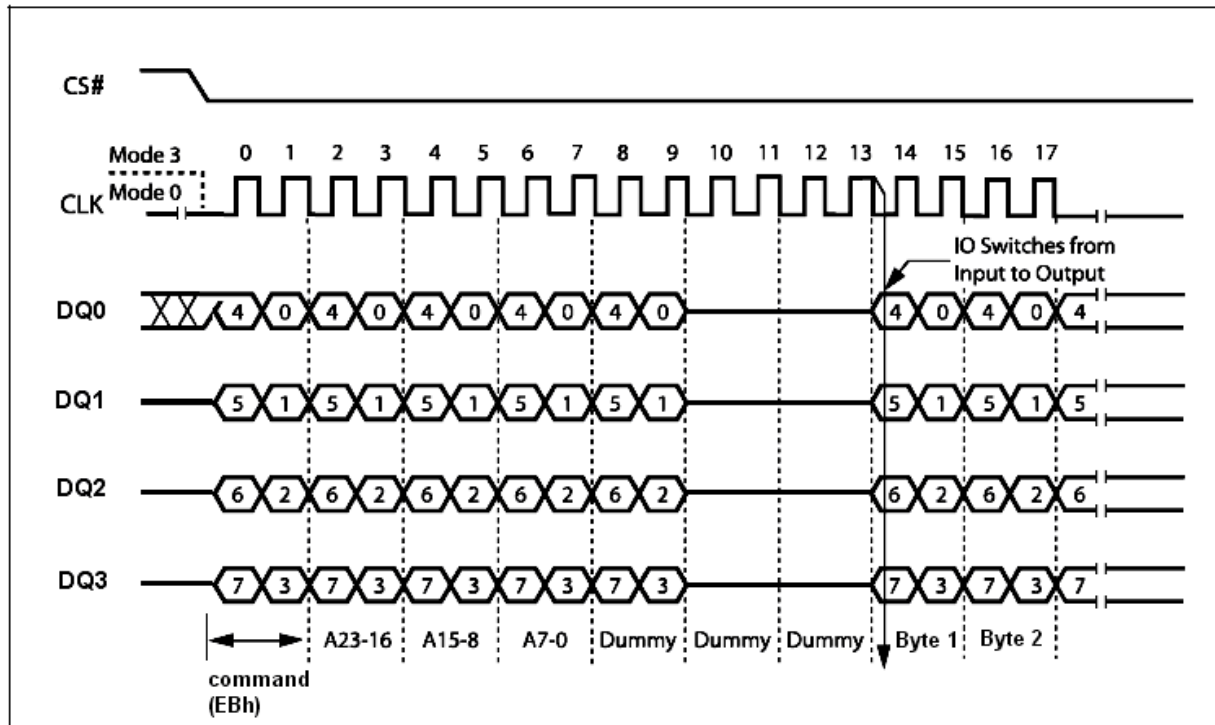 CS#
Mode 3
0 1 2 3 4 5 6 7 8 9 10 11 12 13 14 15 16 17
Mode 0
CLK
IO Switches from
Input to Output
DQ0
4 0 4 0 4 0 4 0 4 0 4 0 4 0 4
DQ1
5 1 5 1 5 1 5 1 5 1 5 1 5 1 5
DQ2
6 2 6 2 6 2 6 2 6 2 6 2 6 2 6
DQ3
7 3 7 3 7 3 7 3 7 3 7 3 7 3 7
A23-16 A15-8 A7-0 Dummy Dummy Dummy Byte 1 Byte 2
command
(EBh)